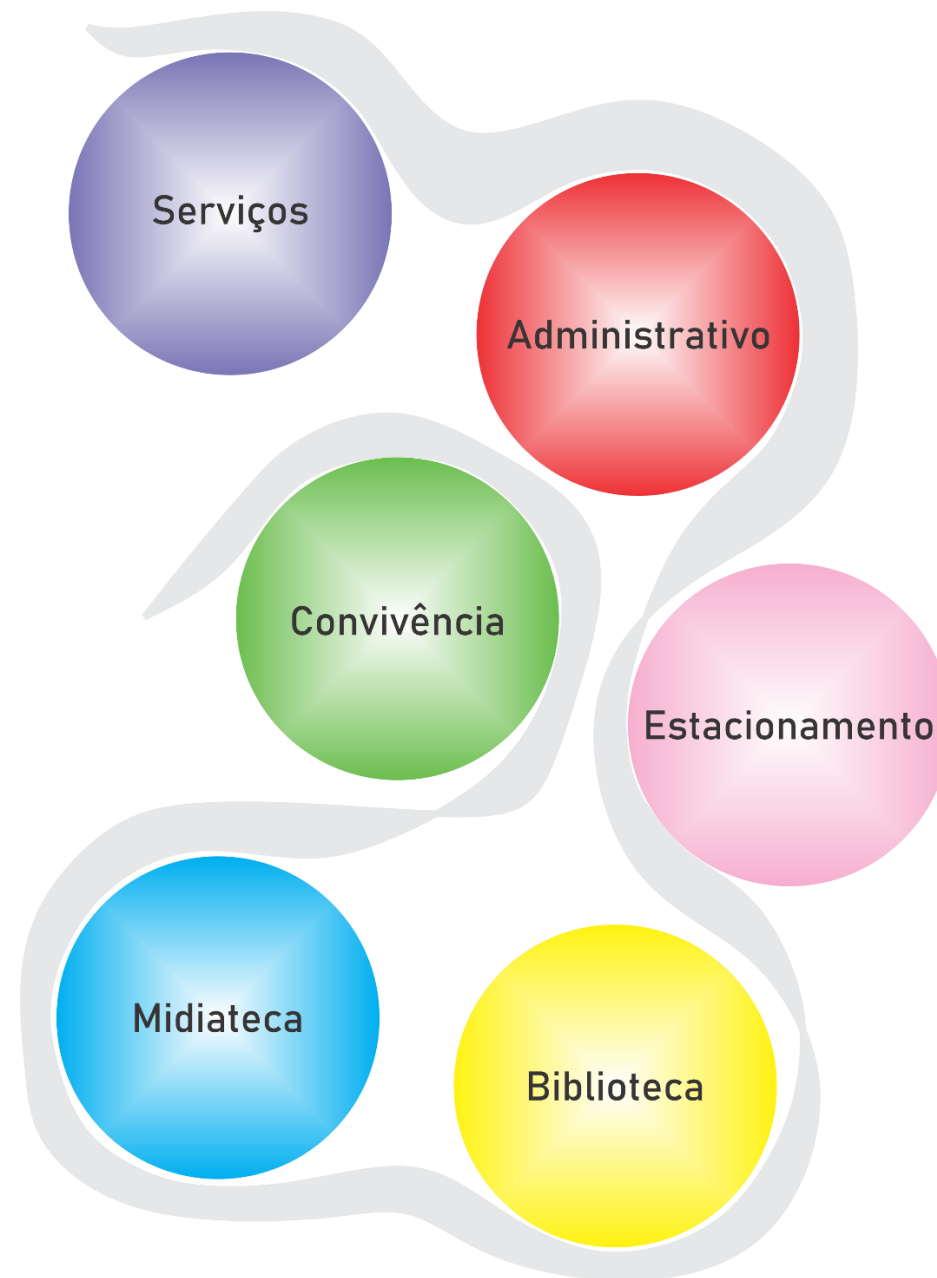 Serviços
Administrativo
Convivência
Estacionamento
Midiateca
Biblioteca